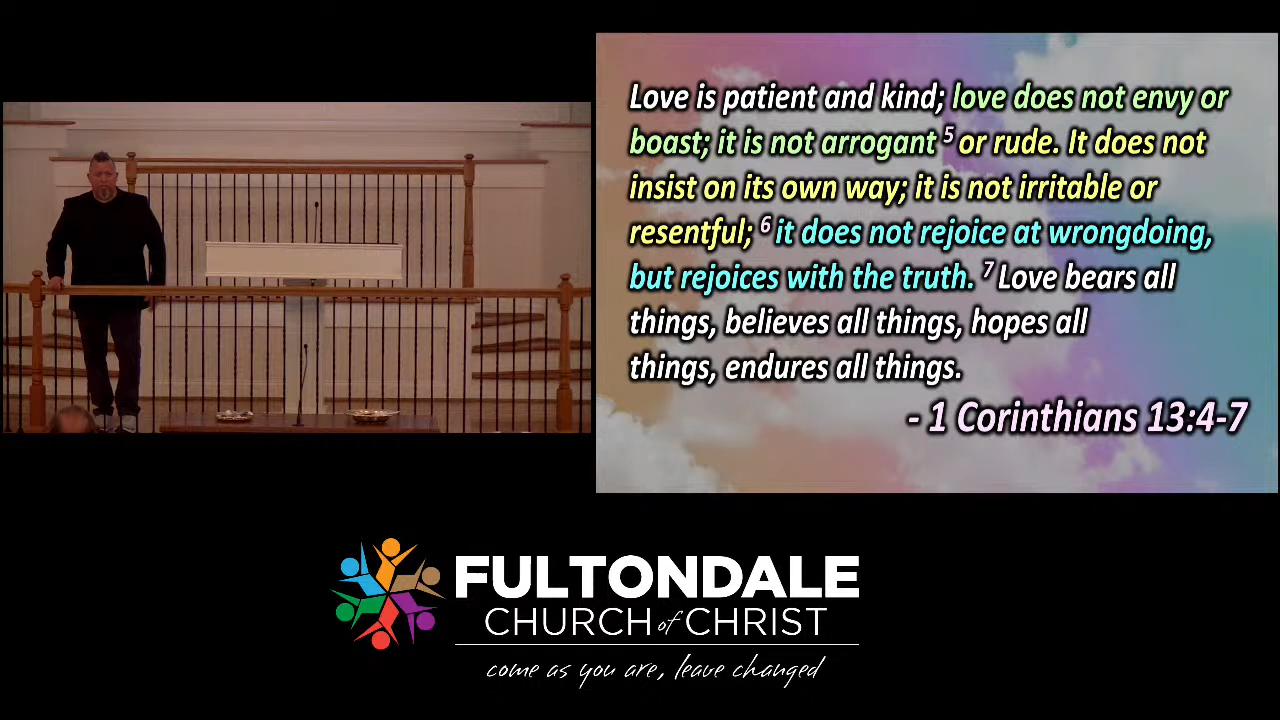 Love is patient and kind; love does not envy or
boast; it is not arrogant 5 or rude. It does not
insist on its own way; it is not irritable or
resentful; 6 it does not rejoice at wrongdoing,
but rejoices with the truth. 7 Love bears all
things, believes all things, hopes all
things, endures all things.
- 1 Corinthians 13:4-7
FULTONDALE
CHURCH of CHRIST
come as you are, leave changed